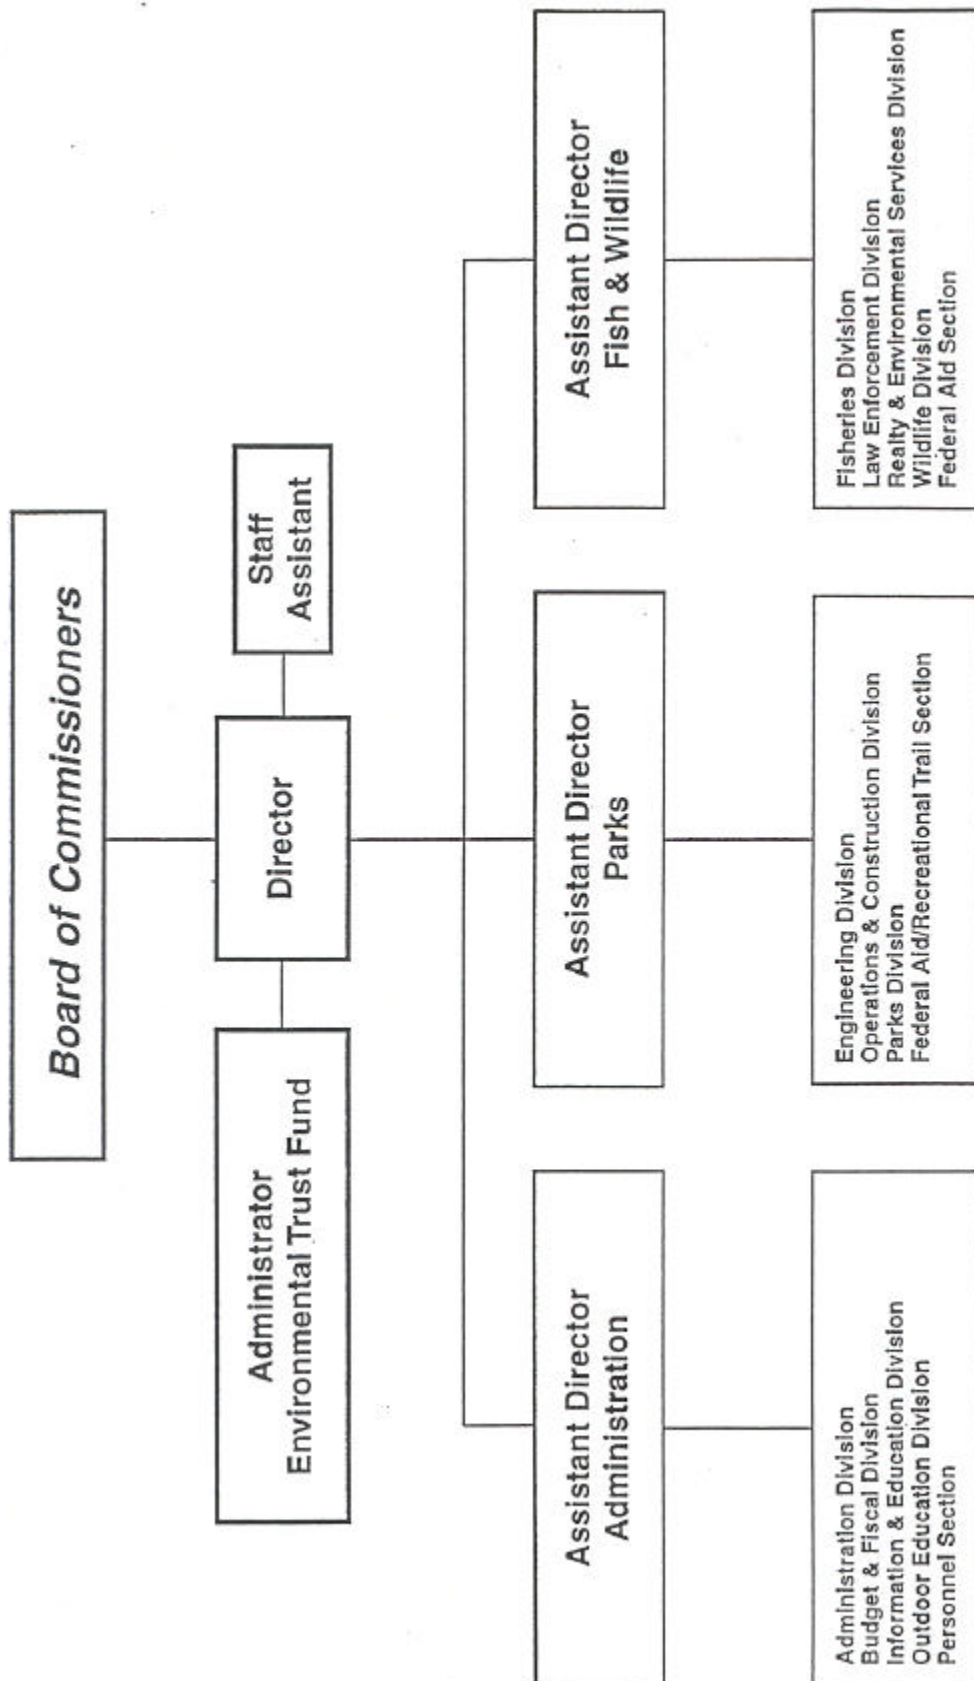 Board of Commissioners
Administrator
Environmental Trust Fund
Director
Staff
Assistant
Assistant Director
Administration
Assistant Director
Parks
Assistant Director
Fish & Wildlife
Administration Division
Budget & Fiscal Division
Information & Education Division
Outdoor Education Division
Personnel Section
Engineering Division
Operations & Construction Division
Parks Division
Federal Aid/Recreational Trail Section
Fisheries Division
Law Enforcement Division
Realty & Environmental Services Division
Wildlife Division
Federal Aid Section